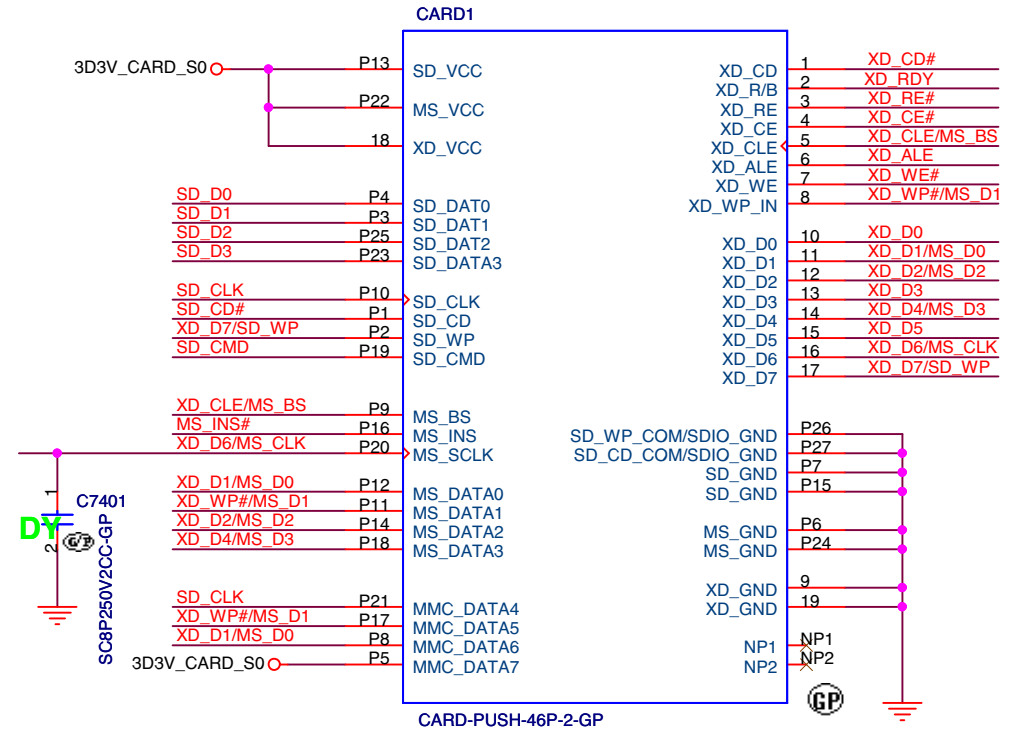 CARD1
3D3V_CARD_S0
P13 SD_VCC
P22 MS_VCC
18 XD_VCC
SD_D0 P4 SD_DAT0
SD_D1 P3 SD_DAT1
SD_D2 P25 SD_DAT2
SD_D3 P23 SD_DATA3
SD_CLK P10 SD_CLK
SD_CD# P1 SD_CD
XD_D7/SD_WP P2 SD_WP
SD_CMD P19 SD_CMD
XD_CLE/MS_BS P9 MS_BS
MS_INS# P16 MS_INS
XD_D6/MS_CLK P20 MS_SCLK
XD_D1/MS_D0 P12 MS_DATA0
XD_WP#/MS_D1 P11 MS_DATA1
XD_D2/MS_D2 P14 MS_DATA2
XD_D4/MS_D3 P18 MS_DATA3
SD_CLK P21 MMC_DATA4
XD_WP#/MS_D1 P17 MMC_DATA5
XD_D1/MS_D0 P8 MMC_DATA6
3D3V_CARD_S0 P5 MMC_DATA7
1
C7401
DY
2
G/P
SC8P250V2CC-GP
XD_CD 1 XD_CD#
XD_R/B 2 XD_RDY
XD_RE 3 XD_RE#
XD_CE 4 XD_CE#
XD_CLE 5 XD_CLE/MS_BS
XD_ALE 6 XD_ALE
XD_WE 7 XD_WE#
XD_WP_IN 8 XD_WP#/MS_D1
XD_D0 10 XD_D0
XD_D1 11 XD_D1/MS_D0
XD_D2 12 XD_D2/MS_D2
XD_D3 13 XD_D3
XD_D4 14 XD_D4/MS_D3
XD_D5 15 XD_D5
XD_D6 16 XD_D6/MS_CLK
XD_D7 17 XD_D7/SD_WP
SD_WP_COM/SDIO_GND P26
SD_CD_COM/SDIO_GND P27
SD_GND P7
SD_GND P15
MS_GND P6
MS_GND P24
XD_GND 9
XD_GND 19
NP1 NP1
NP2 NP2
GP
CARD-PUSH-46P-2-GP